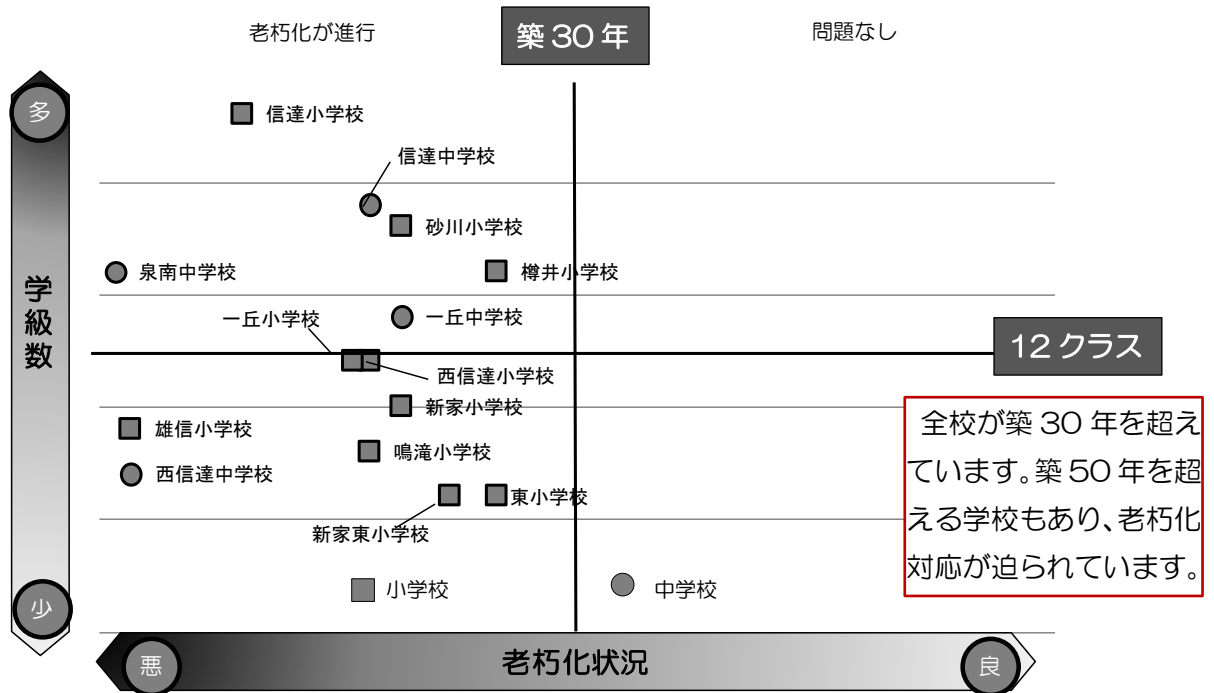 老朽化が進行
築30年
問題なし
多
信達小学校
信達中学校
砂川小学校
泉南中学校
樽井小学校
学級数
一丘小学校
一丘中学校
12クラス
西信達小学校
新家小学校
雄信小学校
鳴滝小学校
西信達中学校
東小学校
新家東小学校
全校が築30年を超え
ています。築50年を超
える学校もあり、老朽化
対応が迫られています。
小学校
中学校
少
悪
老朽化状況
良